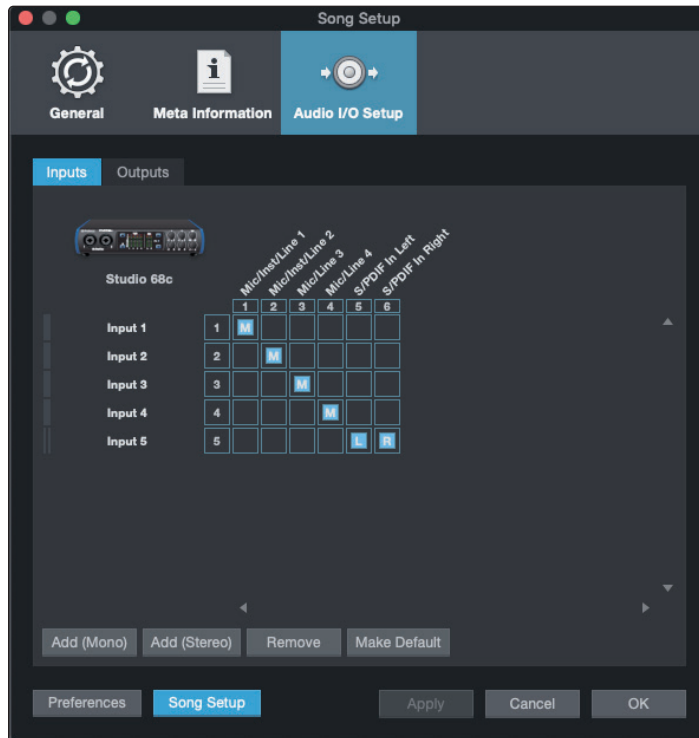 Song Setup
General
Meta Information
Audio I/O Setup
Inputs
Outputs
Studio 68c
Mic/Inst/Line 1
Mic/Inst/Line 2
Mic/Line 3
Mic/Line 4
S/PDIF In Left
S/PDIF In Right
1 2 3 4 5 6
Input 1 1 M
Input 2 2 M
Input 3 3 M
Input 4 4 M
Input 5 5 L R
Add (Mono) Add (Stereo) Remove Make Default
Preferences Song Setup Apply Cancel OK